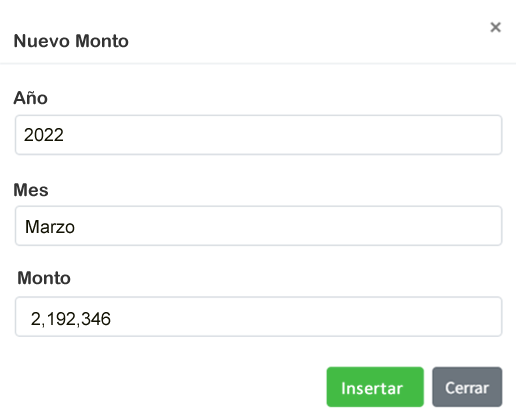 ×
Nuevo Monto
Año
2022
Mes
Marzo
Monto
2,192,346
Insertar Cerrar